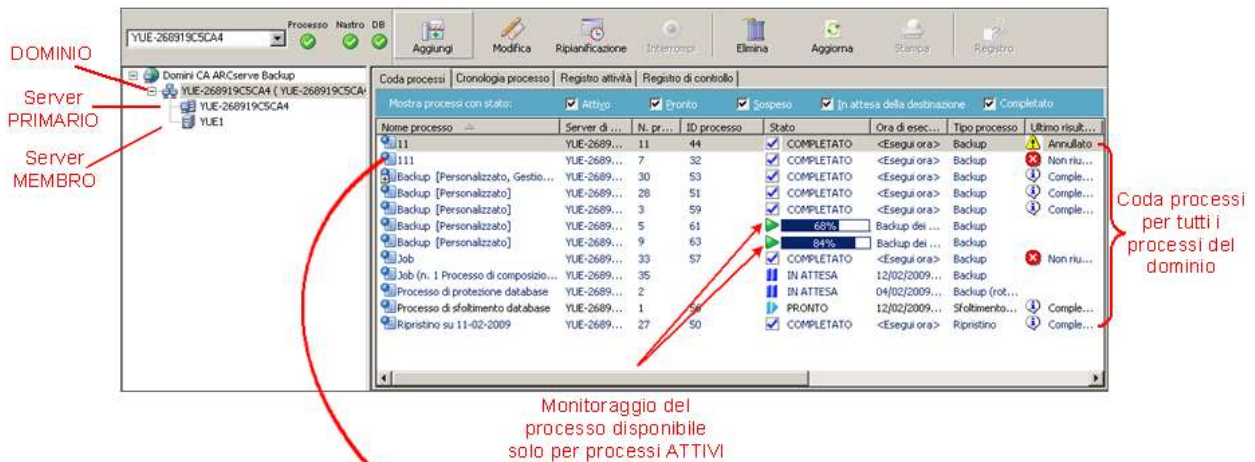 Processo Nastro DB
YUE-268919C5CA4
Aggiungi Modifica Ripianificazione Interrompi Elimina Aggiorna Stampa Registro
DOMINIO
Server
PRIMARIO
Server
MEMBRO
Domini CA ARCserve Backup
YUE-268919C5CA4 ( YUE-268919C5CA
YUE-268919C5CA4
YUE1
Coda processi Cronologia processo Registro attività Registro di controllo
Mostra processi con stato: Attivo Pronto Sospeso In attesa della destinazione Completato
Nome processo Server di ... N. pr... ID processo Stato Ora di esec... Tipo processo Ultimo risult...
11 YUE-2689... 11 44 COMPLETATO <Esegui ora> Backup Annullato
111 YUE-2689... 7 32 COMPLETATO <Esegui ora> Backup Non riu...
Backup [Personalizzato, Gestio... YUE-2689... 30 53 COMPLETATO <Esegui ora> Backup Comple...
Backup [Personalizzato] YUE-2689... 28 51 COMPLETATO <Esegui ora> Backup Comple...
Backup [Personalizzato] YUE-2689... 3 59 COMPLETATO <Esegui ora> Backup Comple...
Backup [Personalizzato] YUE-2689... 5 61 68% Backup dei ... Backup
Backup [Personalizzato] YUE-2689... 9 63 84% Backup dei ... Backup
Job YUE-2689... 33 57 COMPLETATO <Esegui ora> Backup Non riu...
Job (n. 1 Processo di composizio... YUE-2689... 35 IN ATTESA 12/02/2009... Backup
Processo di protezione database YUE-2689... 2 IN ATTESA 04/02/2009... Backup (rot...
Processo di sfoltimento database YUE-2689... 1 56 PRONTO 12/02/2009... Sfoltimento... Comple...
Ripristino su 11-02-2009 YUE-2689... 27 50 COMPLETATO <Esegui ora> Ripristino Comple...
Coda processi
per tutti i
processi del
dominio
Monitoraggio del
processo disponibile
solo per processi ATTIVI